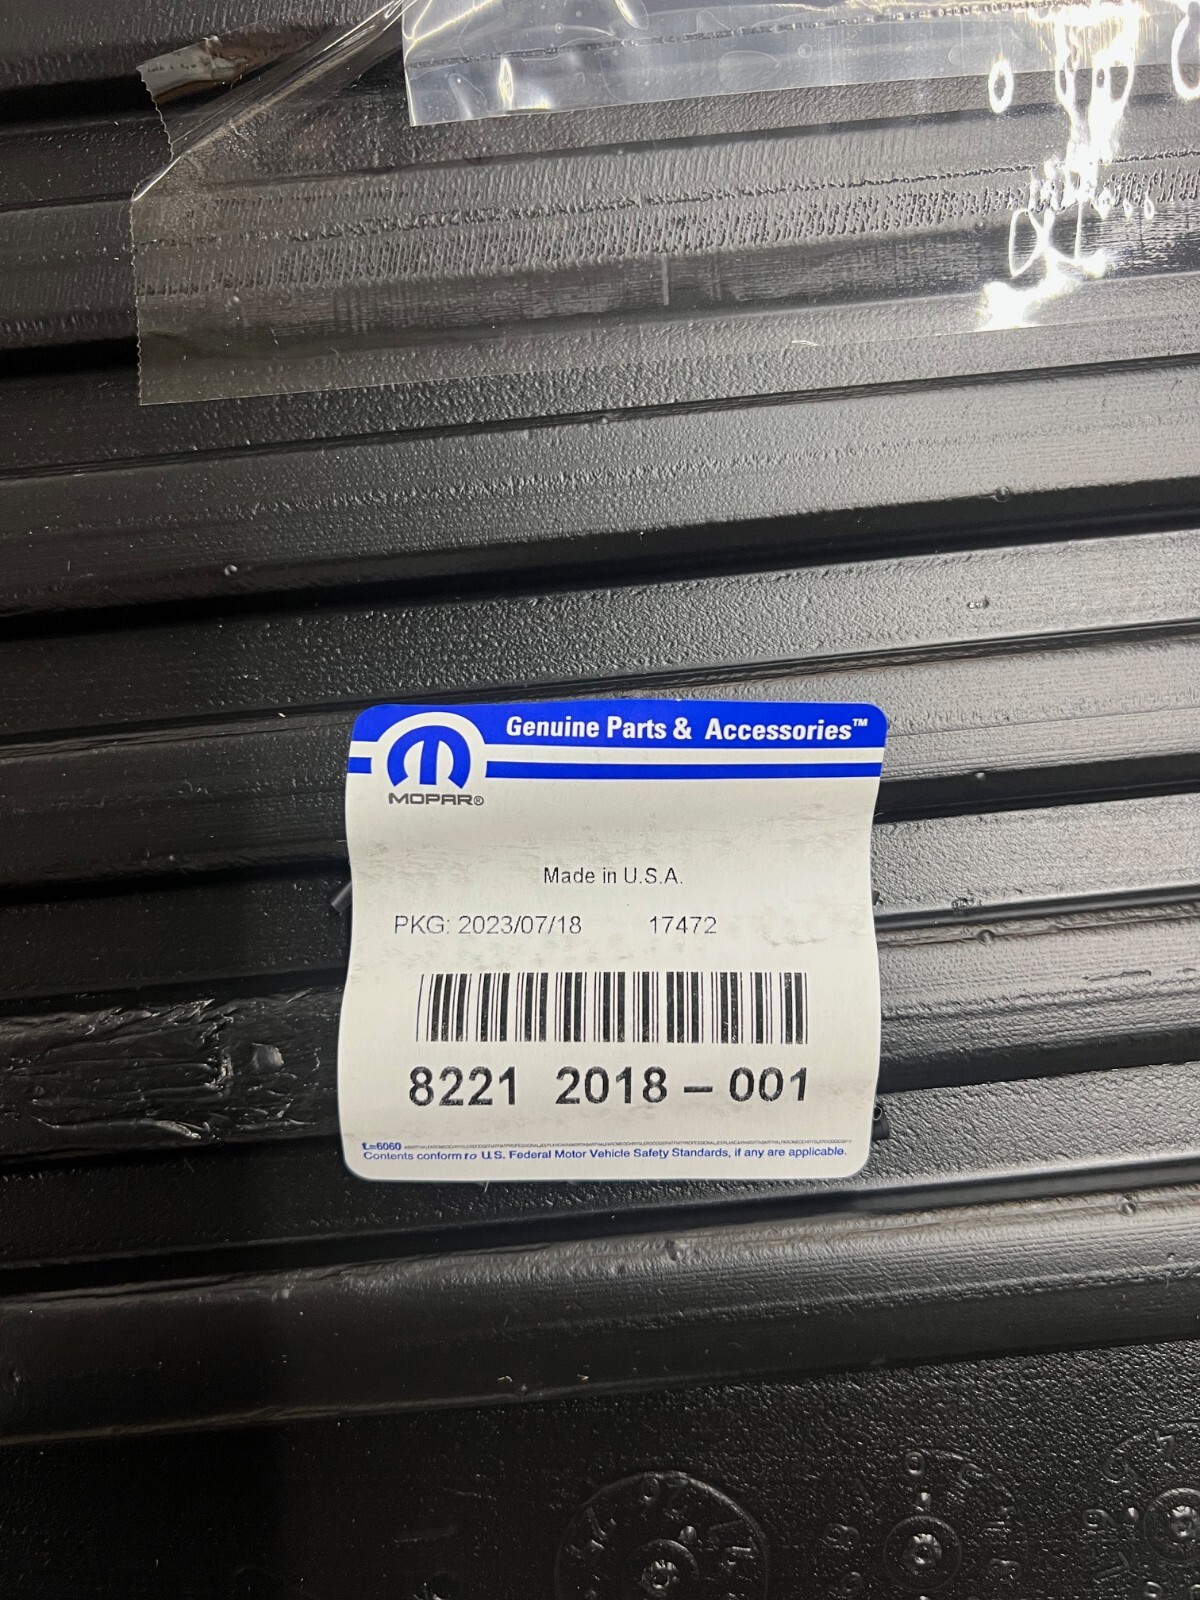 Genuine Parts & Accessories™
MOPAR®
Made in U.S.A.
PKG: 2023/07/18 17472
8221 2018 – 001
L=6060
Contents conform to U.S. Federal Motor Vehicle Safety Standards, if any are applicable.